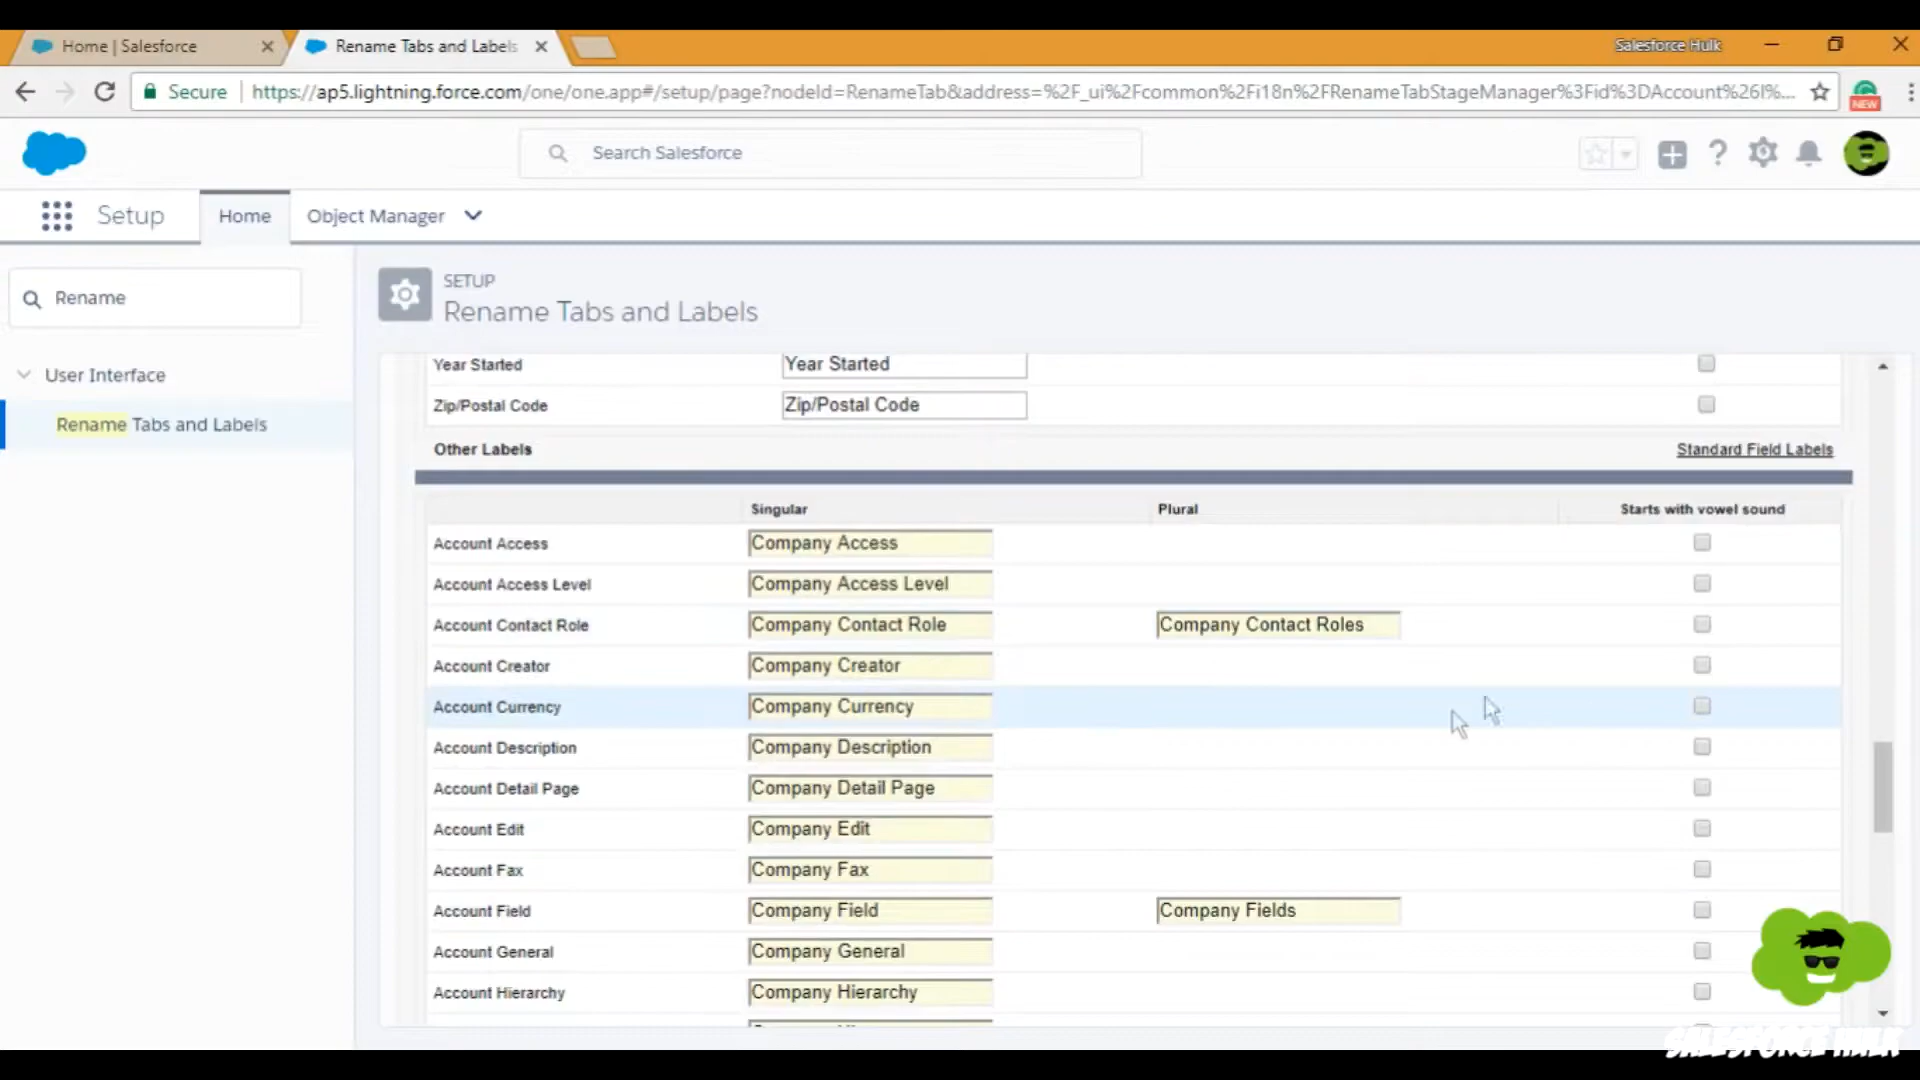 Home | Salesforce
Rename Tabs and Labels
Salesforce Hulk
Secure
https://ap5.lightning.force.com/one/one.app#/setup/page?nodeId=RenameTab&address=%2F_ui%2Fcommon%2Fi18n%2FRenameTabStageManager%3Fid%3DAccount%26l%...
NEW
Search Salesforce
Setup
Home
Object Manager
Rename
User Interface
Rename Tabs and Labels
SETUP
Rename Tabs and Labels
Year Started Year Started
Zip/Postal Code Zip/Postal Code
Other Labels Standard Field Labels
Singular Plural Starts with vowel sound
Account Access Company Access
Account Access Level Company Access Level
Account Contact Role Company Contact Role Company Contact Roles
Account Creator Company Creator
Account Currency Company Currency
Account Description Company Description
Account Detail Page Company Detail Page
Account Edit Company Edit
Account Fax Company Fax
Account Field Company Field Company Fields
Account General Company General
Account Hierarchy Company Hierarchy
SALESFORCE HULK